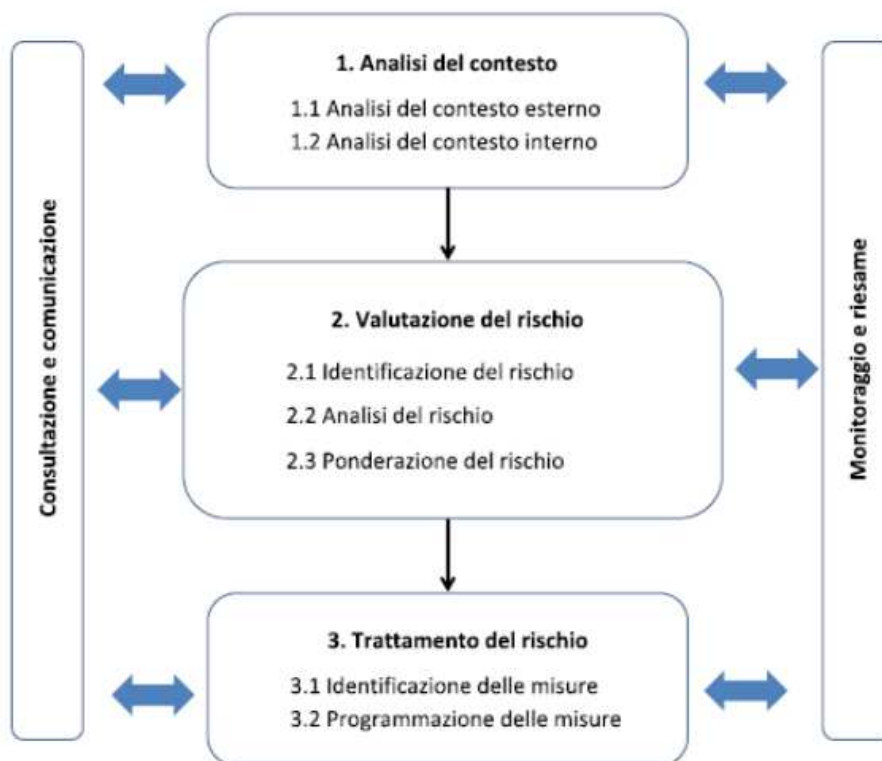 Consultazione e comunicazione
1. Analisi del contesto
1.1 Analisi del contesto esterno
1.2 Analisi del contesto interno
2. Valutazione del rischio
2.1 Identificazione del rischio
2.2 Analisi del rischio
2.3 Ponderazione del rischio
3. Trattamento del rischio
3.1 Identificazione delle misure
3.2 Programmazione delle misure
Monitoraggio e riesame